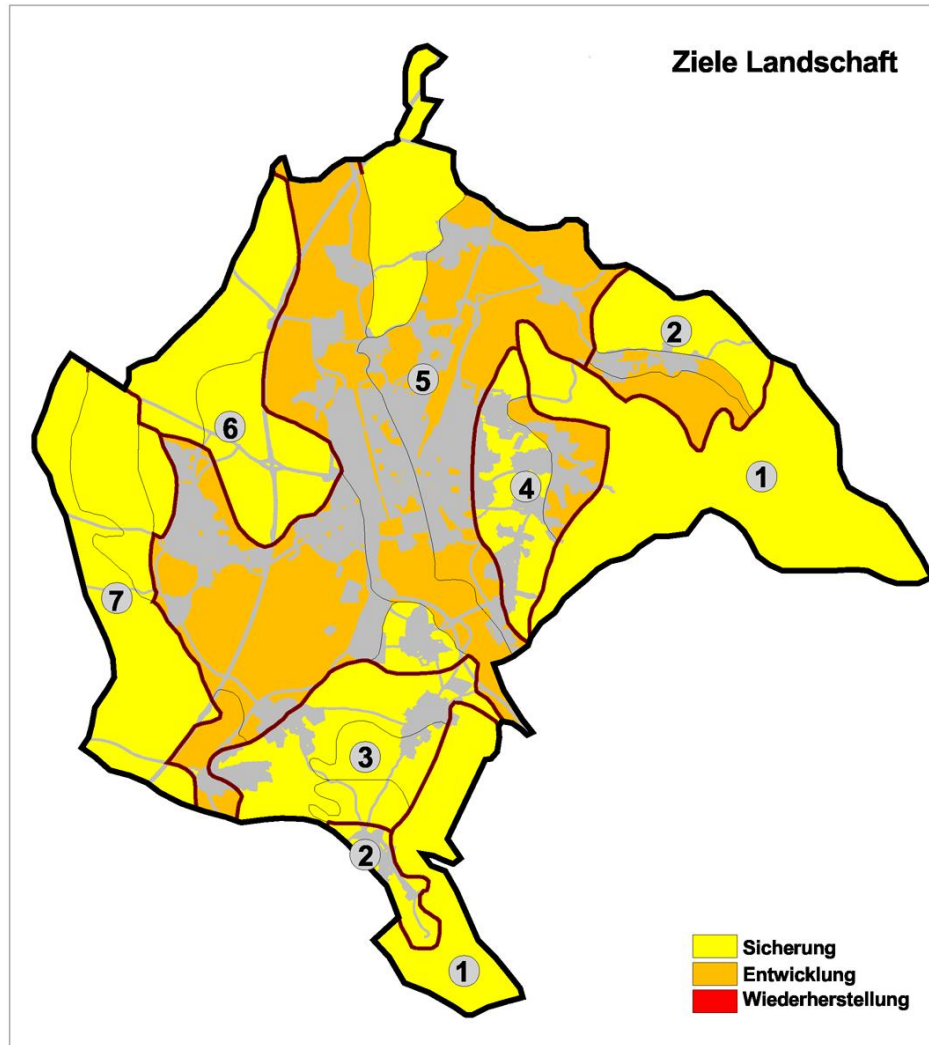 Ziele Landschaft
2
5
6
1
4
7
3
2
1
Sicherung
Entwicklung
Wiederherstellung